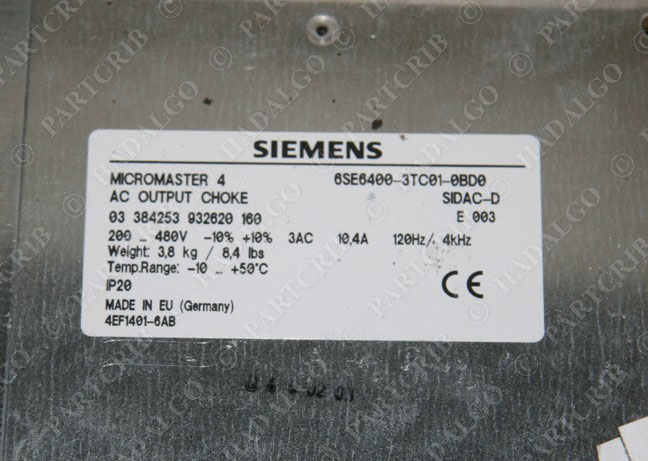 SIEMENS
MICROMASTER 4 6SE6400-3TC01-0BD0
AC OUTPUT CHOKE SIDAC-D
03 384253 932620 160 E 003
200 ... 480V -10% +10% 3AC 10,4A 120Hz/ 4kHz
Weight: 3,8 kg / 8,4 lbs
Temp.Range: -10 ... +50°C
IP20 CE
MADE IN EU (Germany)
4EF1401-6AB
© PARTCRIB
© HADALGO